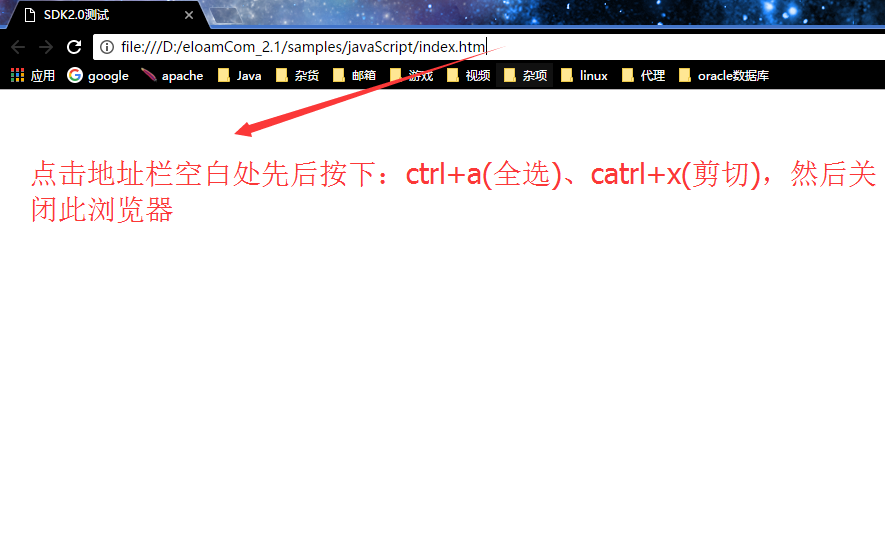 SDK2.0测试
file:///D:/eloamCom_2.1/samples/javaScript/index.htm
应用 google apache Java 杂货 邮箱 游戏 视频 杂项 linux 代理 oracle数据库
点击地址栏空白处先后按下：ctrl+a(全选)、catrl+x(剪切)，然后关
闭此浏览器